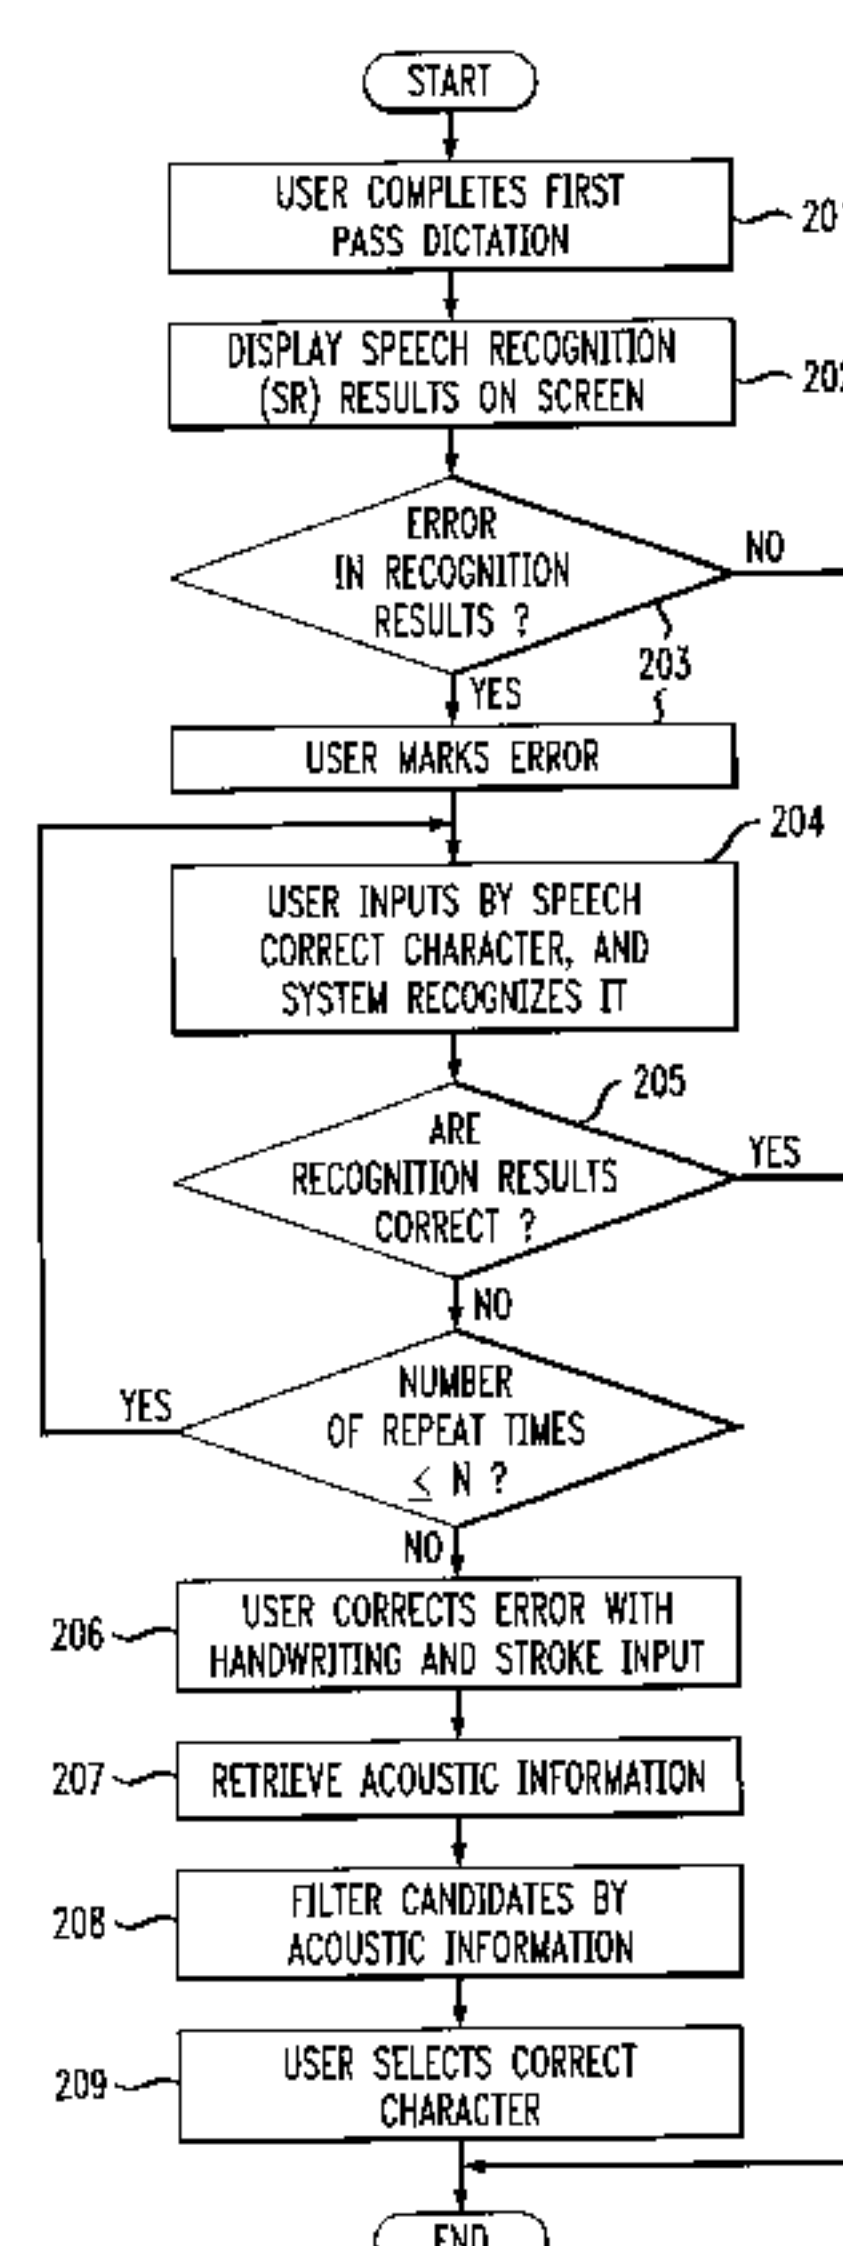 START
USER COMPLETES FIRST
PASS DICTATION
DISPLAY SPEECH RECOGNITION
(SR) RESULTS ON SCREEN
ERROR
IN RECOGNITION
RESULTS ?
NO
203
YES
USER MARKS ERROR
204
USER INPUTS BY SPEECH
CORRECT CHARACTER, AND
SYSTEM RECOGNIZES IT
205
ARE
RECOGNITION RESULTS
CORRECT ?
YES
NO
NUMBER
OF REPEAT TIMES
≤ N ?
YES
NO
206
USER CORRECTS ERROR WITH
HANDWRITING AND STROKE INPUT
207
RETRIEVE ACOUSTIC INFORMATION
208
FILTER CANDIDATES BY
ACOUSTIC INFORMATION
209
USER SELECTS CORRECT
CHARACTER
END